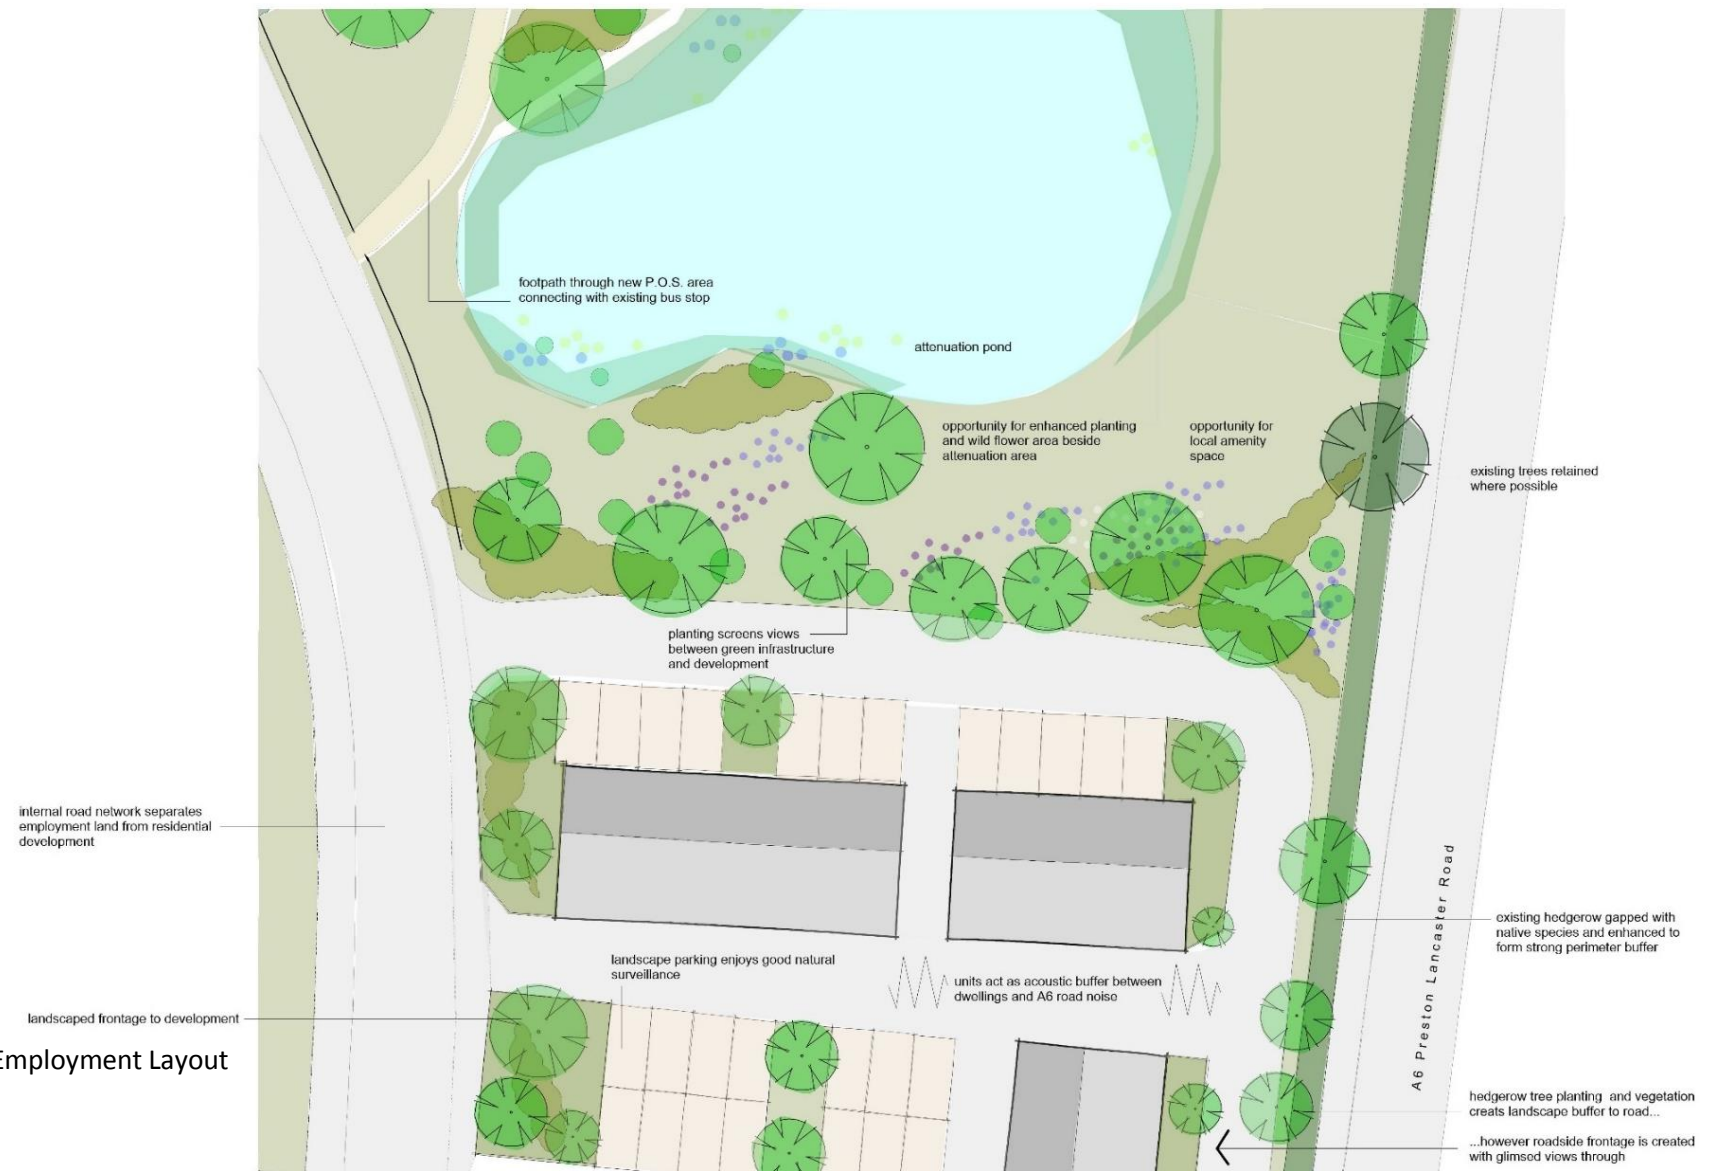 footpath through new P.O.S. area
connecting with existing bus stop
attenuation pond
opportunity for enhanced planting
and wild flower area beside
attenuation area
opportunity for
local amenity
space
existing trees retained
where possible
planting screens views
between green infrastructure
and development
internal road network separates
employment land from residential
development
A6 Preston Lancaster Road
existing hedgerow gapped with
native species and enhanced to
form strong perimeter buffer
landscape parking enjoys good natural
surveillance
units act as acoustic buffer between
dwellings and A6 road noise
landscaped frontage to development
Employment Layout
hedgerow tree planting and vegetation
creats landscape buffer to road...
...however roadside frontage is created
with glimsed views through